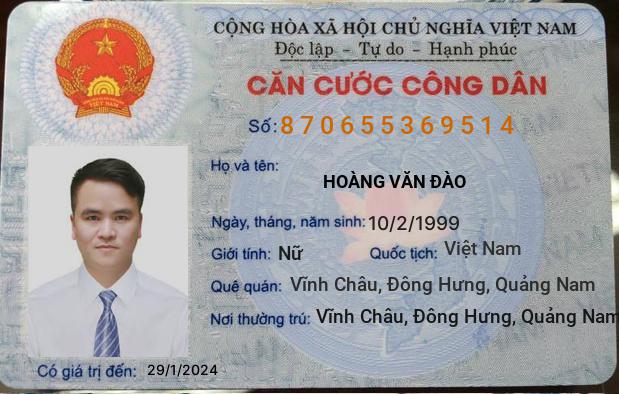 CỘNG HÒA XÃ HỘI CHỦ NGHĨA VIỆT NAM
Độc lập - Tự do - Hạnh phúc
CĂN CƯỚC CÔNG DÂN
Số: 870655369514
Họ và tên:
HOÀNG VĂN ĐÀO
Ngày, tháng, năm sinh: 10/2/1999
Giới tính: Nữ Quốc tịch: Việt Nam
Quê quán: Vĩnh Châu, Đông Hưng, Quảng Nam
Nơi thường trú: Vĩnh Châu, Đông Hưng, Quảng Nam
Có giá trị đến: 29/1/2024
VIỆT NAM